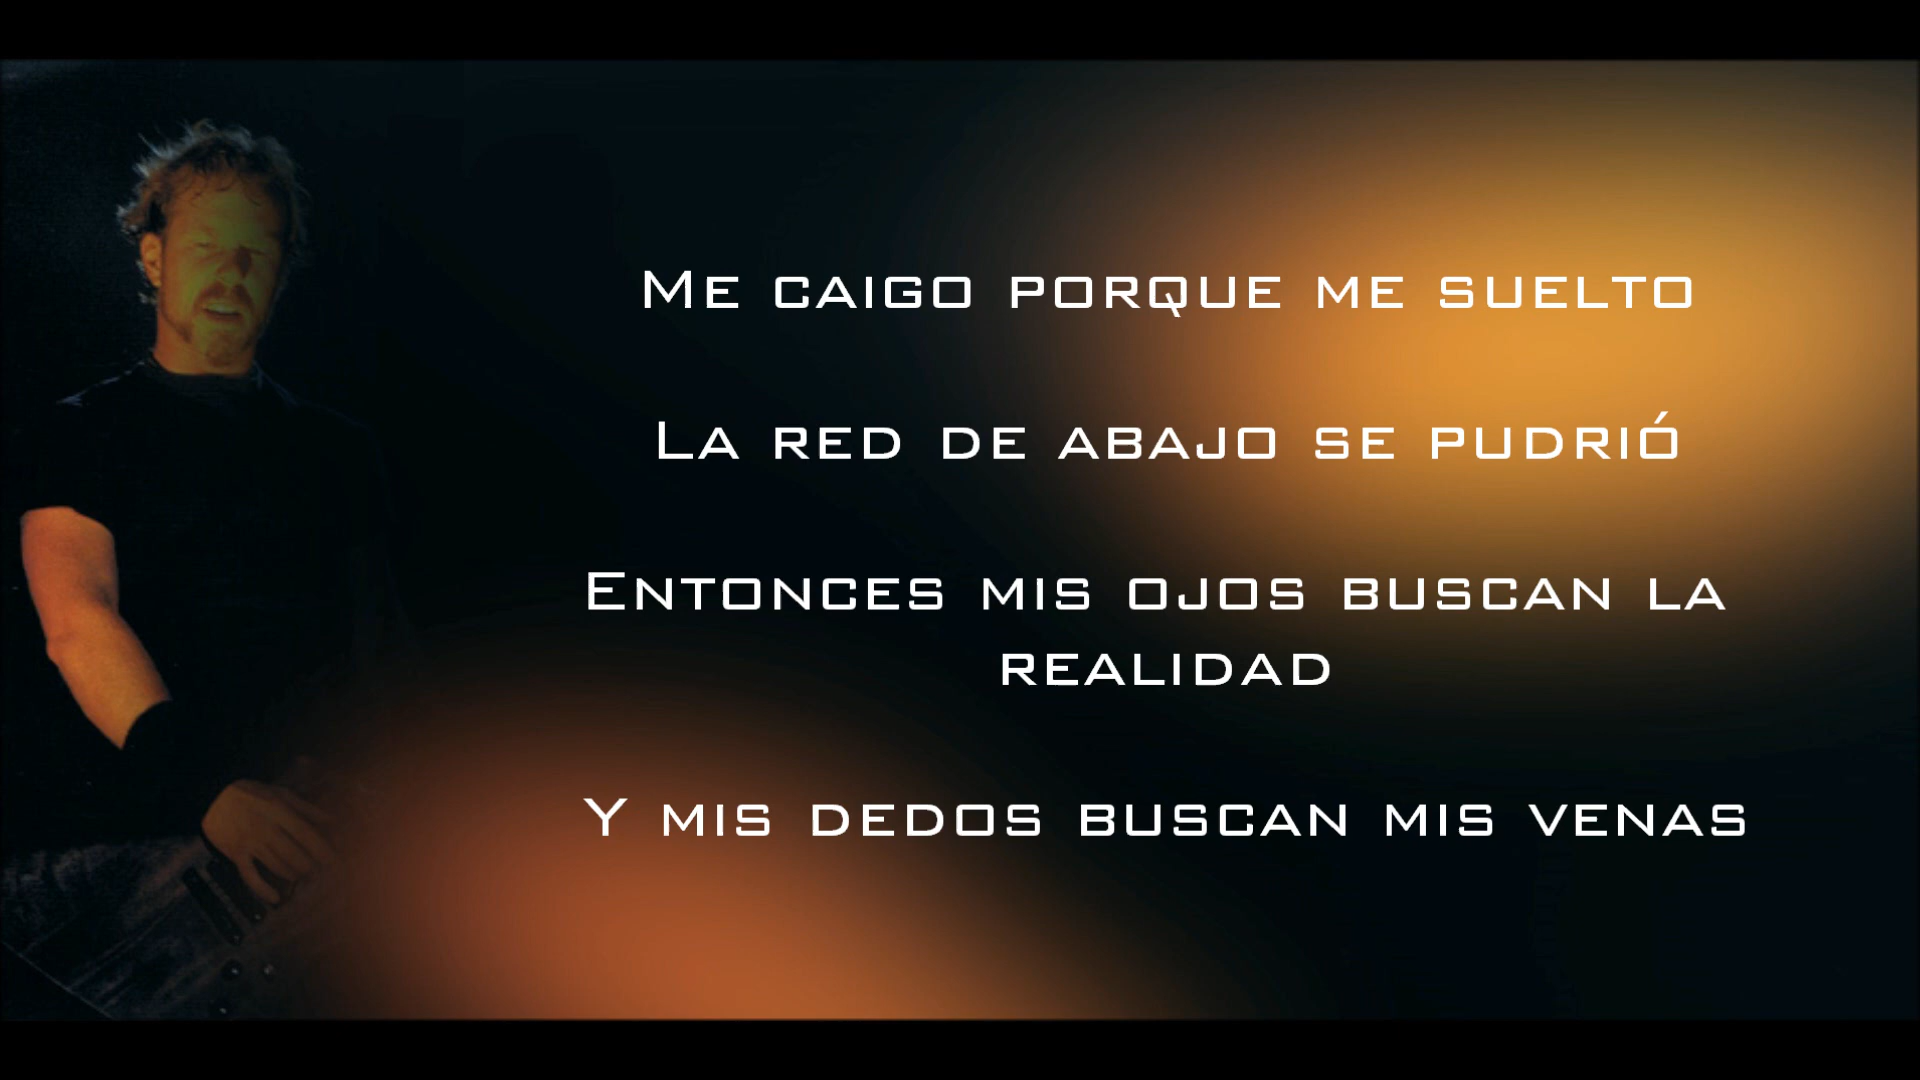 Me caigo porque me suelto
La red de abajo se pudrió
Entonces mis ojos buscan la
realidad
Y mis dedos buscan mis venas